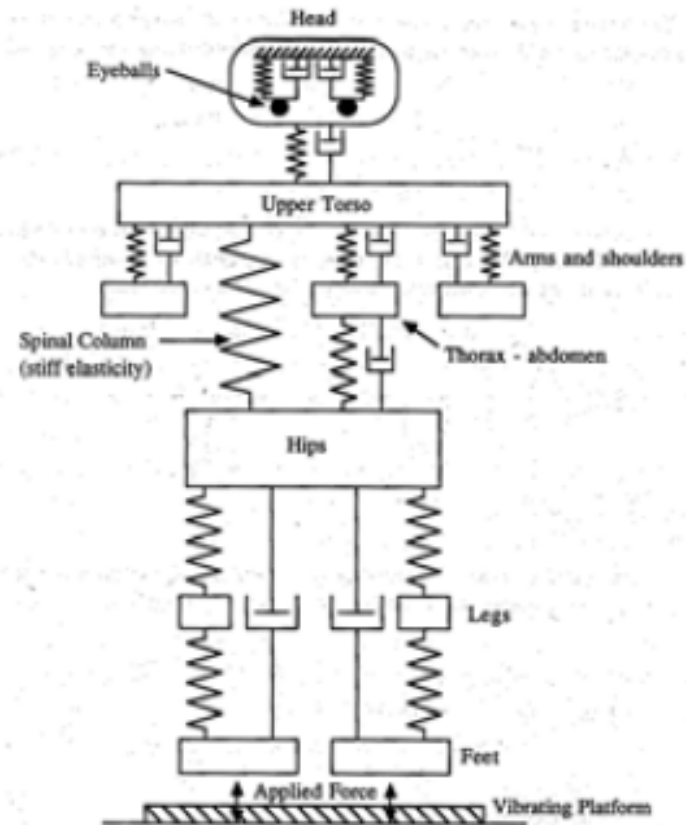 Head
Eyeballs
Upper Torso
Arms and shoulders
Spinal Column
(stiff elasticity)
Thorax - abdomen
Hips
Legs
Feet
Applied Force
Vibrating Platform